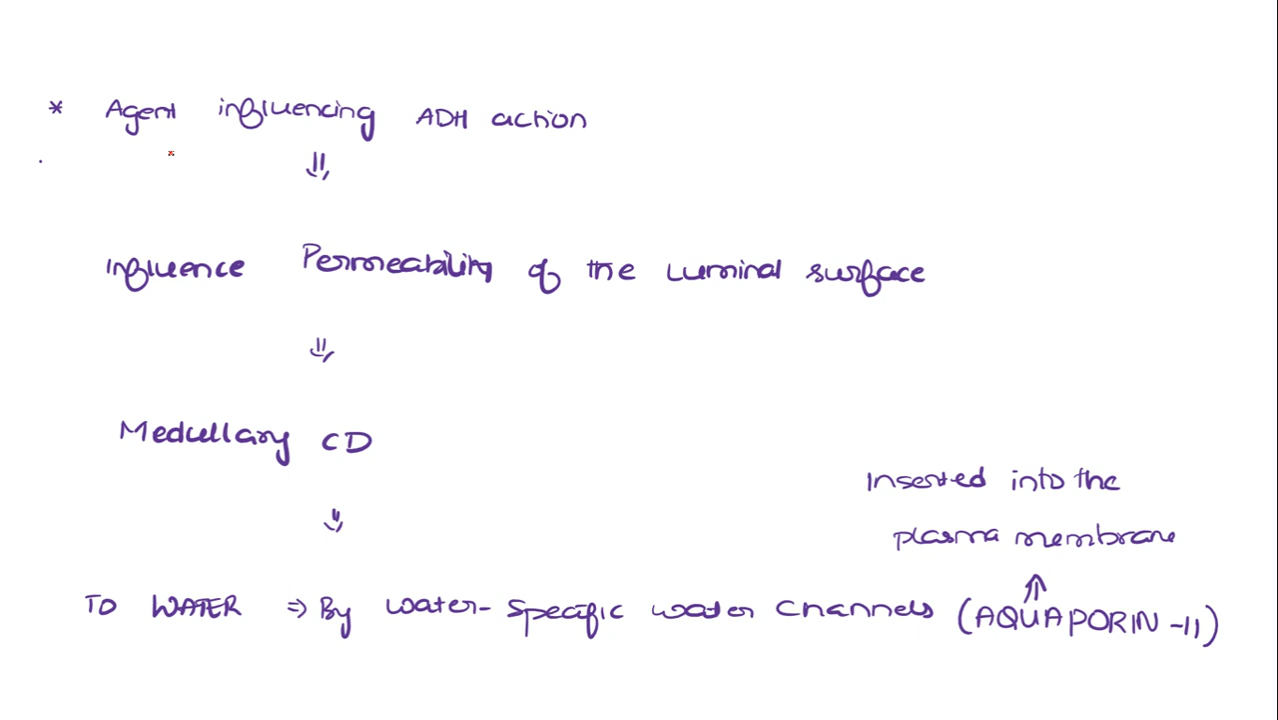 * Agent influencing ADH action
⇓
Influence Permeability of the luminal surface
⇓
Medullary CD
⇓
Inserted into the
plasma membrane
⇑
TO WATER ⇒ By water-specific water channels (AQUAPORIN-11)